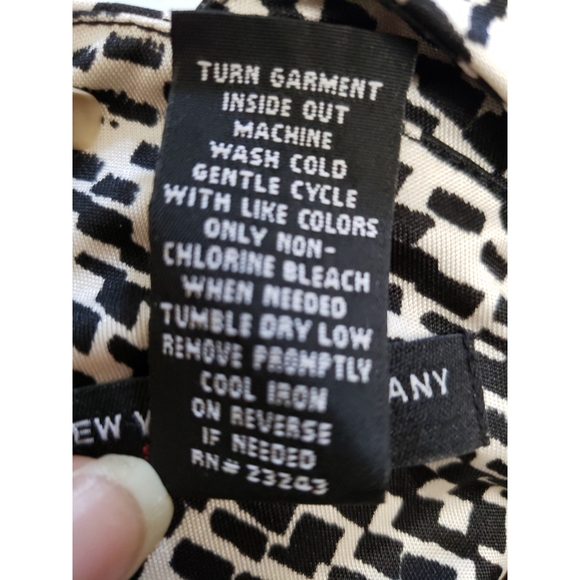 TURN GARMENT
INSIDE OUT
MACHINE
WASH COLD
GENTLE CYCLE
WITH LIKE COLORS
ONLY NON-
CHLORINE BLEACH
WHEN NEEDED
TUMBLE DRY LOW
REMOVE PROMPTLY
COOL IRON
ON REVERSE
IF NEEDED
RN# 23243
EW Y ANY